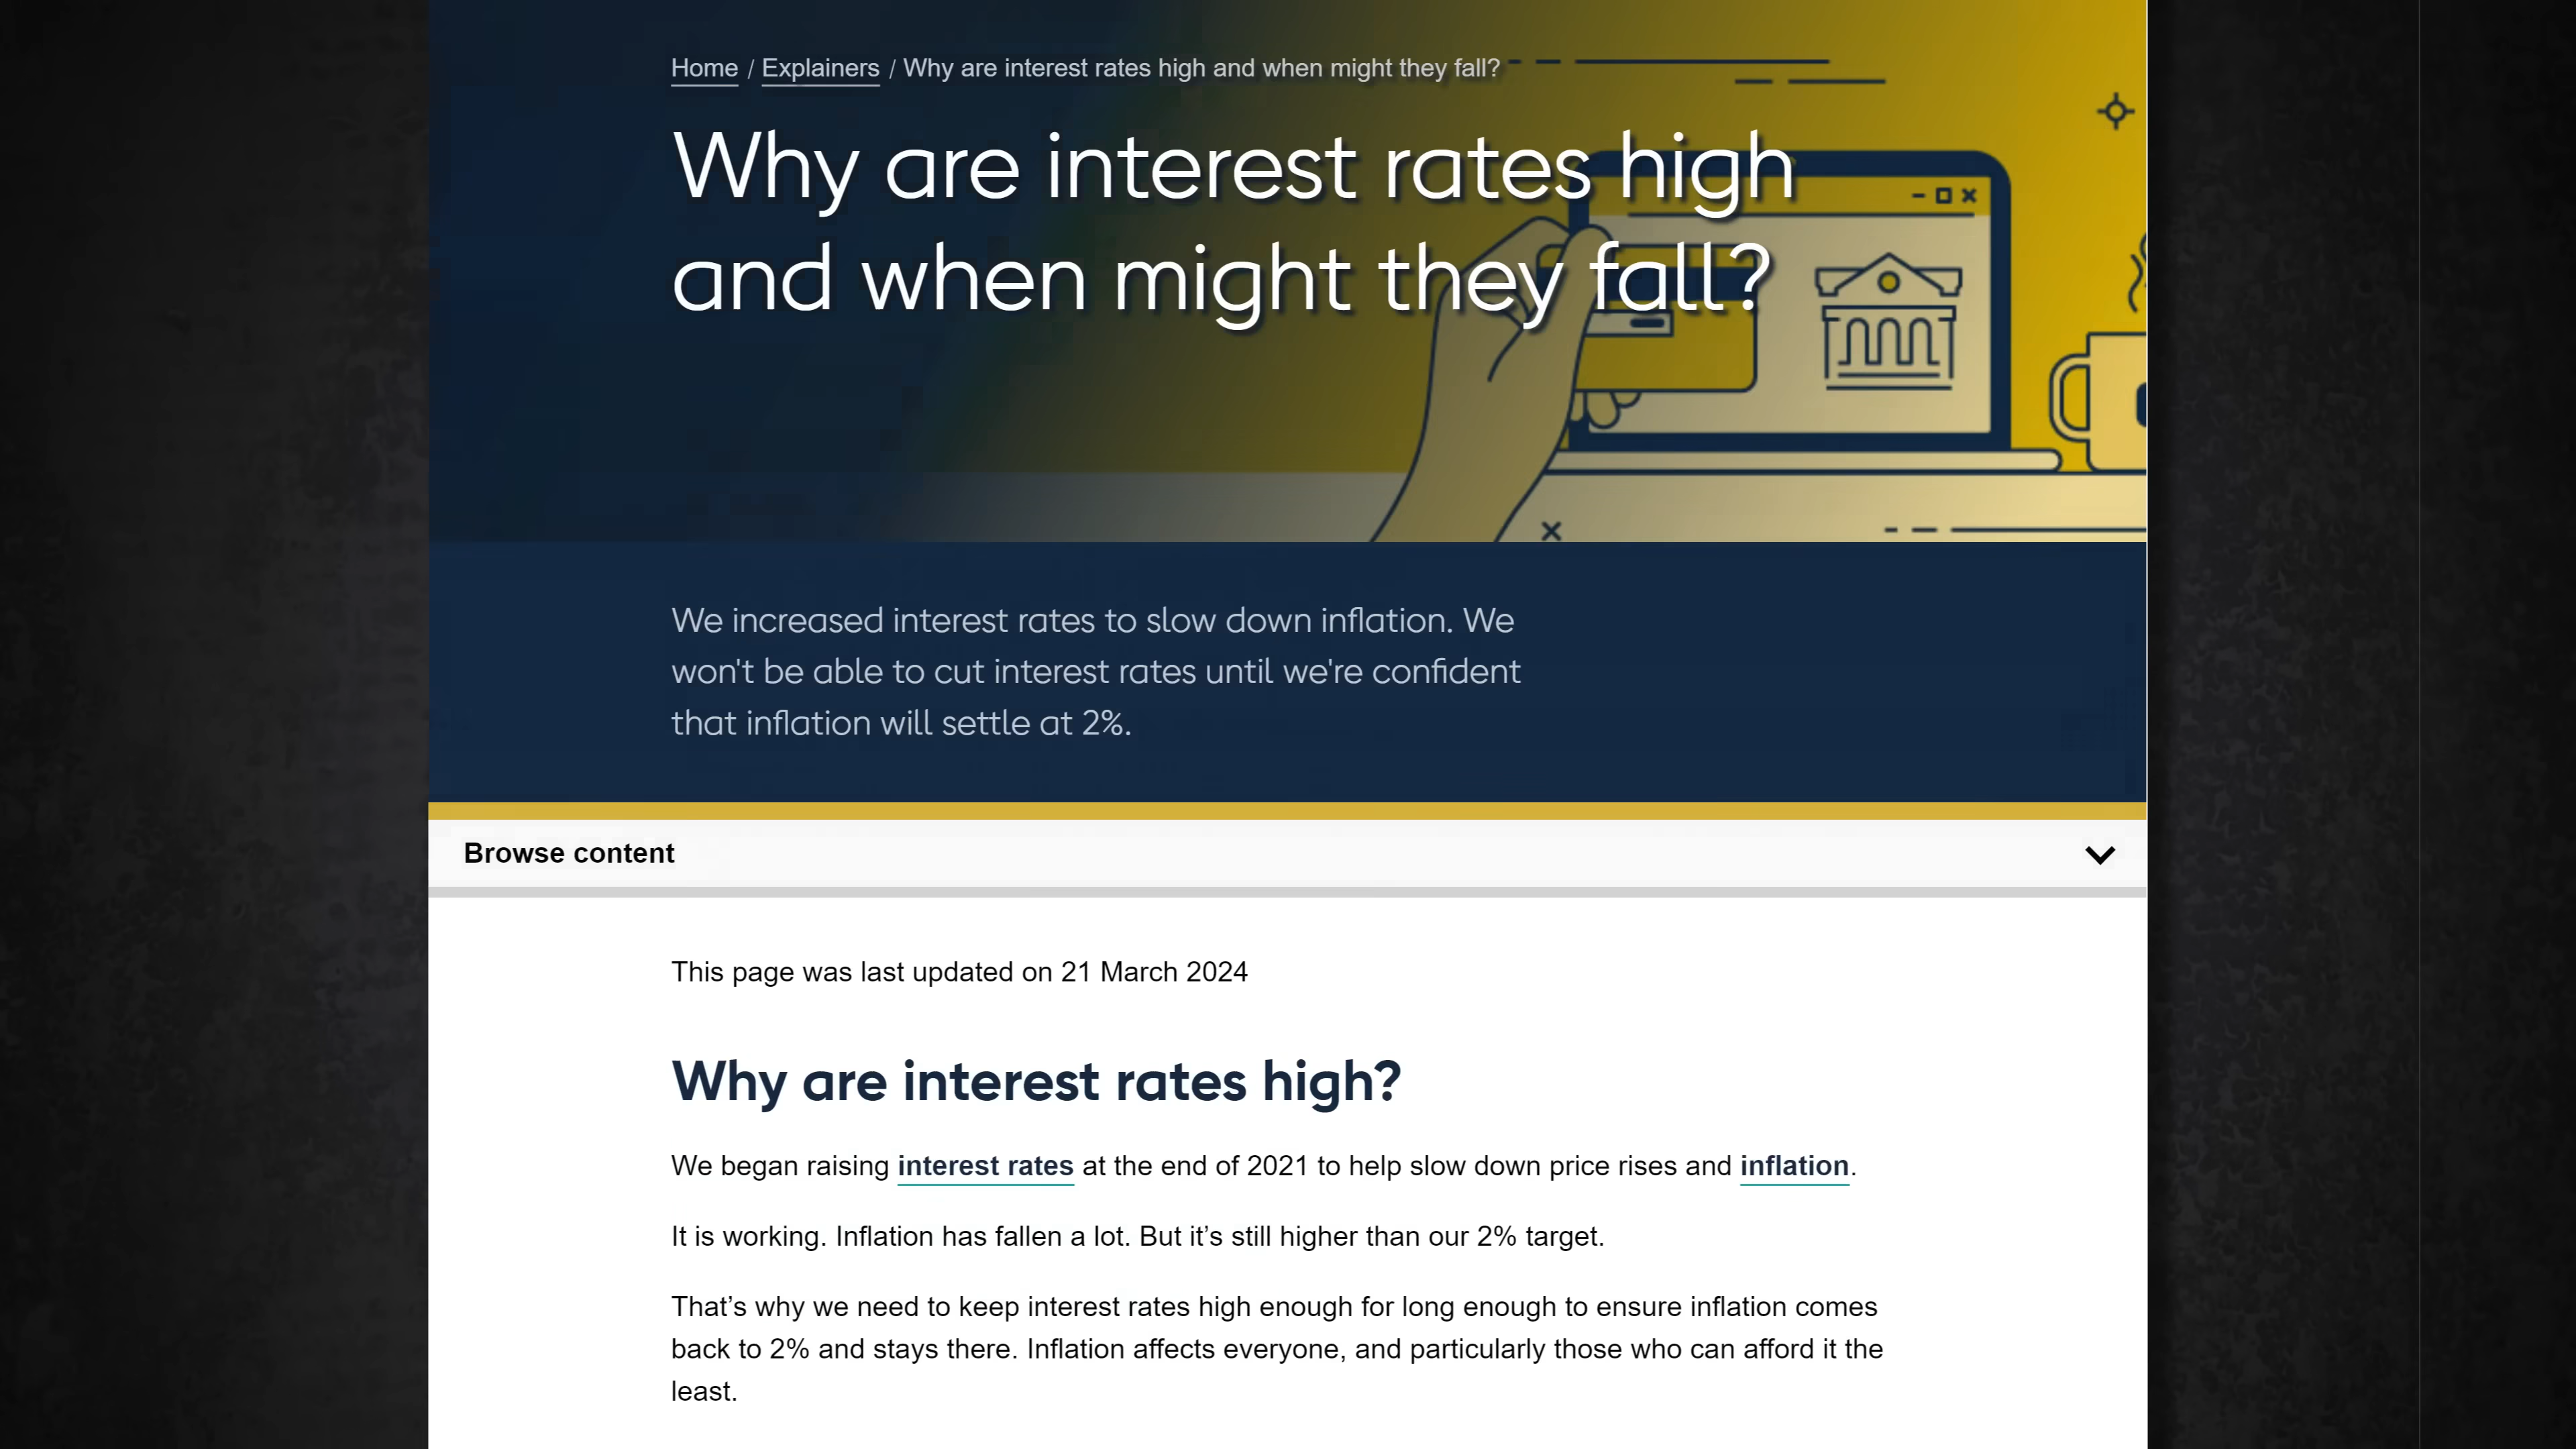 Home / Explainers / Why are interest rates high and when might they fall?
Why are interest rates high
and when might they fall?
We increased interest rates to slow down inflation. We
won't be able to cut interest rates until we're confident
that inflation will settle at 2%.
Browse content
This page was last updated on 21 March 2024
Why are interest rates high?
We began raising interest rates at the end of 2021 to help slow down price rises and inflation.
It is working. Inflation has fallen a lot. But it’s still higher than our 2% target.
That’s why we need to keep interest rates high enough for long enough to ensure inflation comes
back to 2% and stays there. Inflation affects everyone, and particularly those who can afford it the
least.